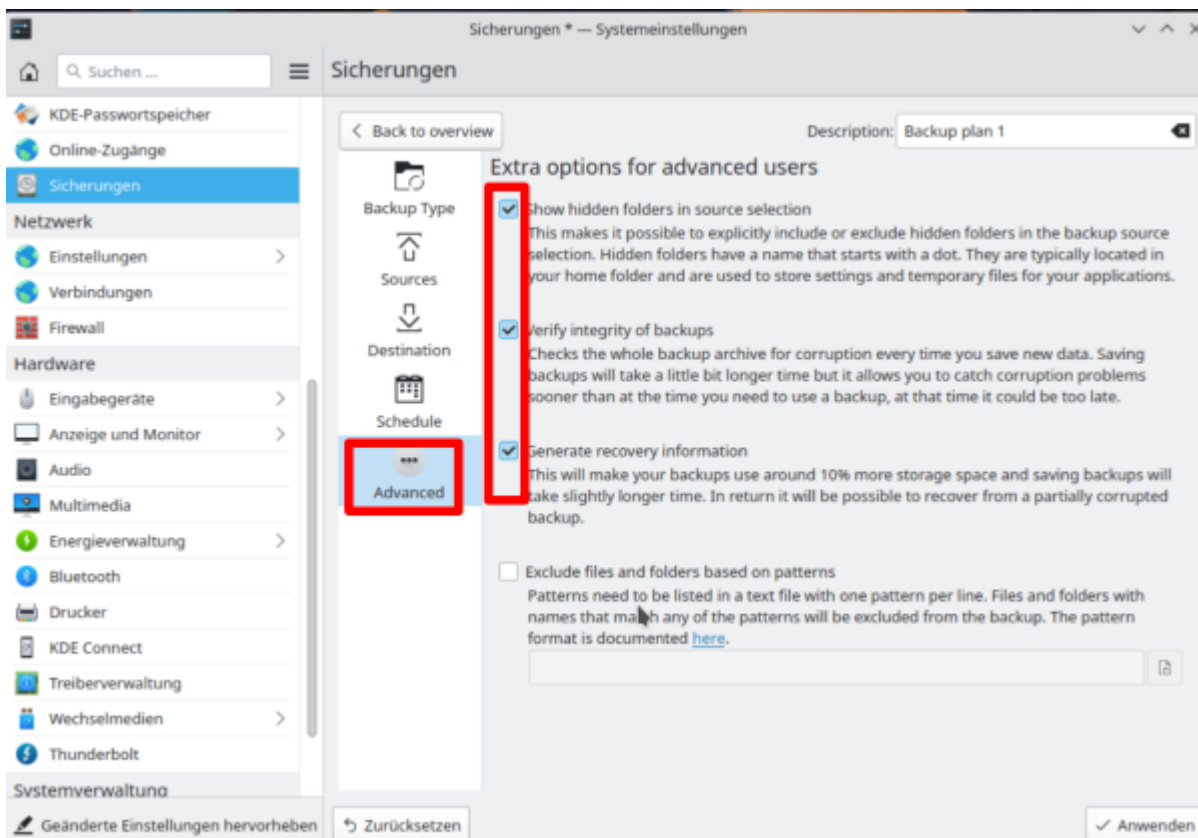 Sicherungen * — Systemeinstellungen
Suchen ...
Sicherungen
KDE-Passwortspeicher
Online-Zugänge
Sicherungen
Netzwerk
Einstellungen
Verbindungen
Firewall
Hardware
Eingabegeräte
Anzeige und Monitor
Audio
Multimedia
Energieverwaltung
Bluetooth
Drucker
KDE Connect
Treiberverwaltung
Wechselmedien
Thunderbolt
Systemverwaltung
Geänderte Einstellungen hervorheben
Back to overview
Description: Backup plan 1
Backup Type
Sources
Destination
Schedule
Advanced
Extra options for advanced users
Show hidden folders in source selection
This makes it possible to explicitly include or exclude hidden folders in the backup source
selection. Hidden folders have a name that starts with a dot. They are typically located in
your home folder and are used to store settings and temporary files for your applications.
Verify integrity of backups
Checks the whole backup archive for corruption every time you save new data. Saving
backups will take a little bit longer time but it allows you to catch corruption problems
sooner than at the time you need to use a backup, at that time it could be too late.
Generate recovery information
This will make your backups use around 10% more storage space and saving backups will
take slightly longer time. In return it will be possible to recover from a partially corrupted
backup.
Exclude files and folders based on patterns
Patterns need to be listed in a text file with one pattern per line. Files and folders with
names that match any of the patterns will be excluded from the backup. The pattern
format is documented here.
Zurücksetzen
Anwenden